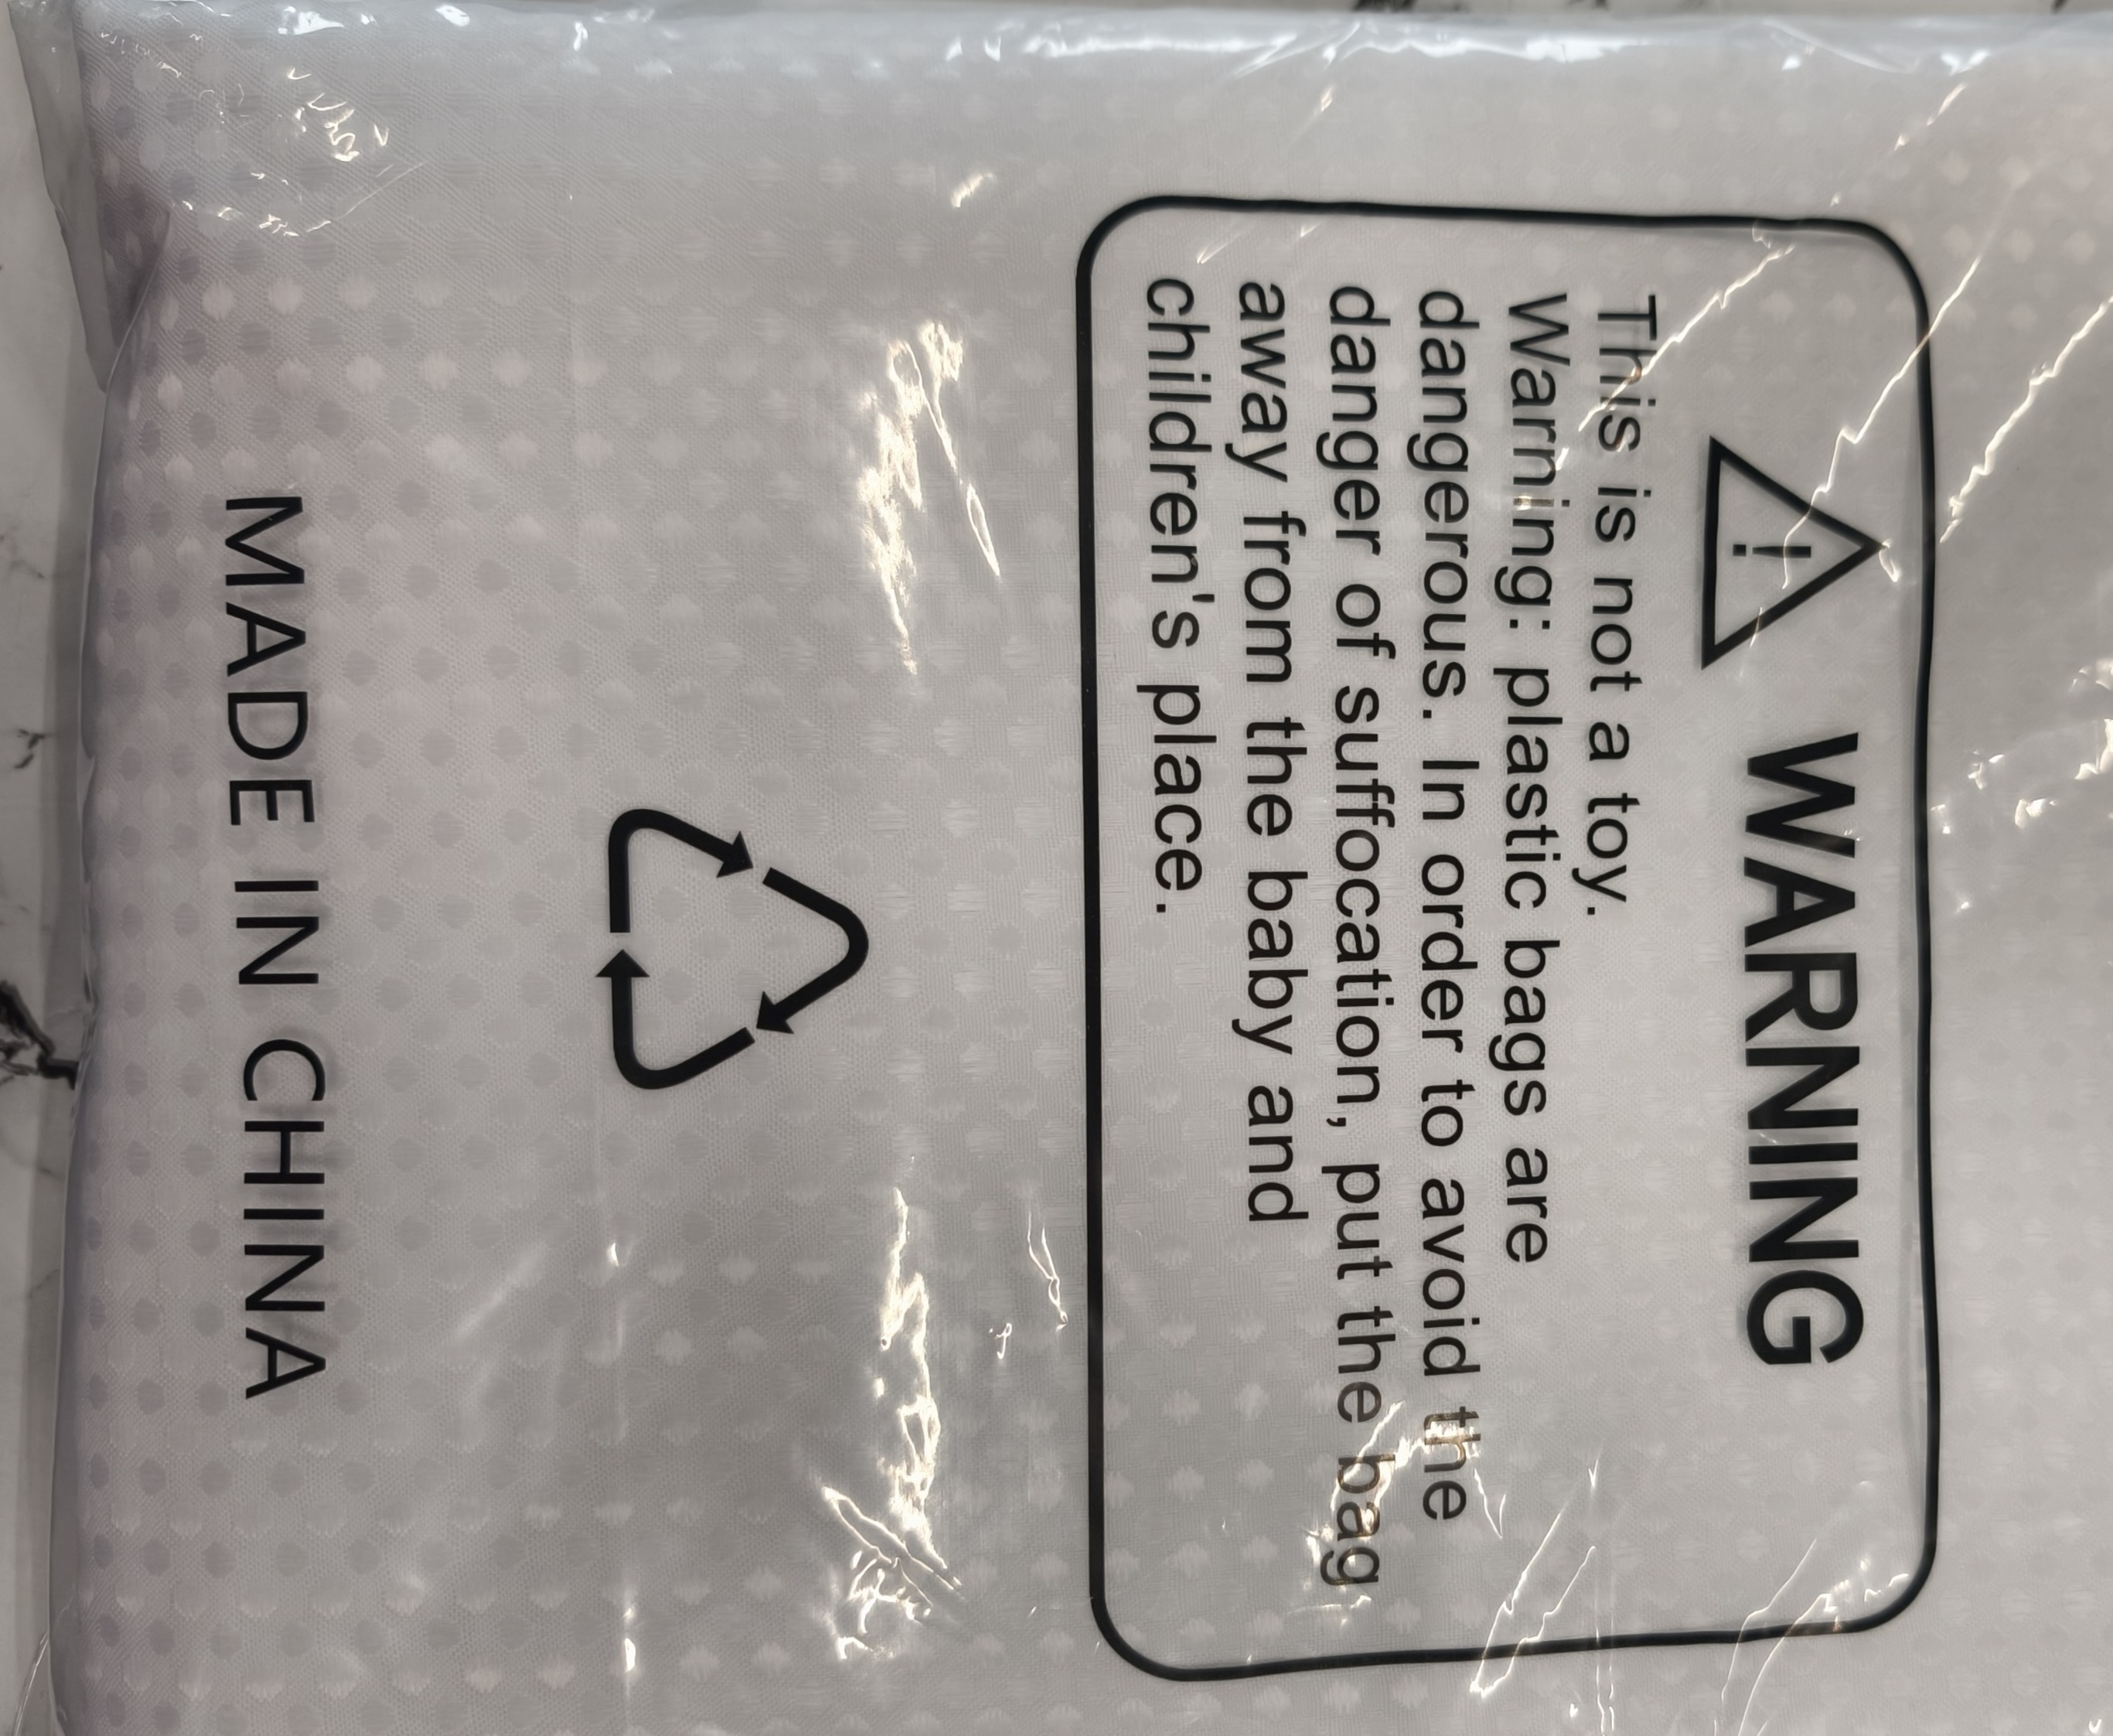 WARNING
This is not a toy.
Warning: plastic bags are
dangerous. In order to avoid the
danger of suffocation, put the bag
away from the baby and
children's place.
MADE IN CHINA